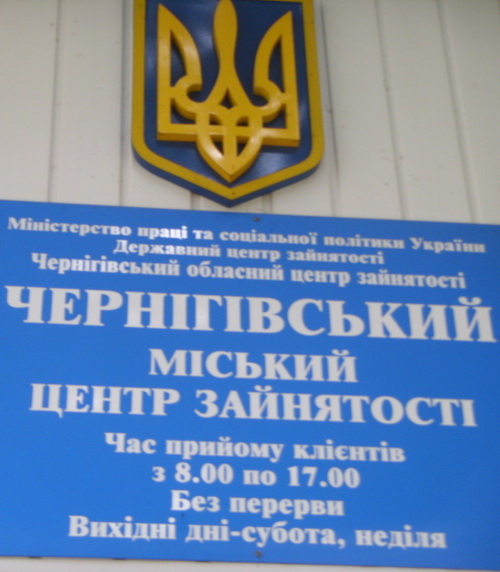 Міністерство праці та соціальної політики України
Державний центр зайнятості
Чернігівський обласний центр зайнятості
ЧЕРНІГІВСЬКИЙ
МІСЬКИЙ
ЦЕНТР ЗАЙНЯТОСТІ
Час прийому клієнтів
з 8.00 по 17.00
Без перерви
Вихідні дні-субота, неділя